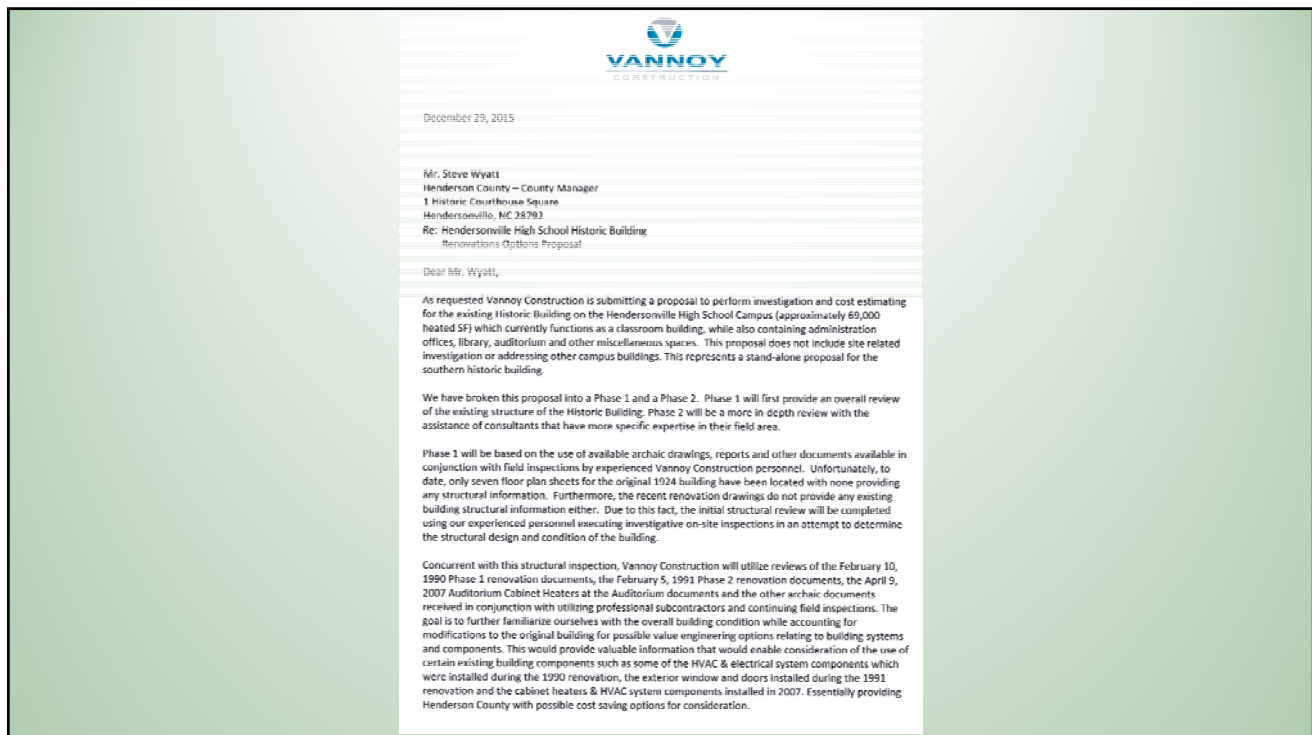 VANNOY
CONSTRUCTION
December 29, 2015
Mr. Steve Wyatt
Henderson County – County Manager
1 Historic Courthouse Square
Hendersonville, NC 28792
Re: Hendersonville High School Historic Building
Renovations Options Proposal
Dear Mr. Wyatt,
As requested Vannoy Construction is submitting a proposal to perform investigation and cost estimating
for the existing Historic Building on the Hendersonville High School Campus (approximately 69,000
heated SF) which currently functions as a classroom building, while also containing administration
offices, library, auditorium and other miscellaneous spaces. This proposal does not include site related
investigation or addressing other campus buildings. This represents a stand-alone proposal for the
southern historic building.
We have broken this proposal into a Phase 1 and a Phase 2. Phase 1 will first provide an overall review
of the existing structure of the Historic Building. Phase 2 will be a more in depth review with the
assistance of consultants that have more specific expertise in their field area.
Phase 1 will be based on the use of available archaic drawings, reports and other documents available in
conjunction with field inspections by experienced Vannoy Construction personnel. Unfortunately, to
date, only seven floor plan sheets for the original 1924 building have been located with none providing
any structural information. Furthermore, the recent renovation drawings do not provide any existing
building structural information either. Due to this fact, the initial structural review will be completed
using our experienced personnel executing investigative on-site inspections in an attempt to determine
the structural design and condition of the building.
Concurrent with this structural inspection, Vannoy Construction will utilize reviews of the February 10,
1990 Phase 1 renovation documents, the February 5, 1991 Phase 2 renovation documents, the April 9,
2007 Auditorium Cabinet Heaters at the Auditorium documents and the other archaic documents
received in conjunction with utilizing professional subcontractors and continuing field inspections. The
goal is to further familiarize ourselves with the overall building condition while accounting for
modifications to the original building for possible value engineering options relating to building systems
and components. This would provide valuable information that would enable consideration of the use of
certain existing building components such as some of the HVAC & electrical system components which
were installed during the 1990 renovation, the exterior window and doors installed during the 1991
renovation and the cabinet heaters & HVAC system components installed in 2007. Essentially providing
Henderson County with possible cost saving options for consideration.